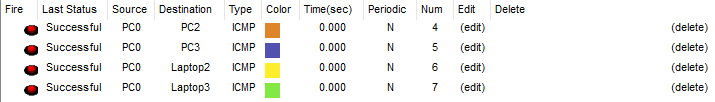 Fire Last Status Source Destination Type Color Time(sec) Periodic Num Edit Delete
Successful PC0 PC2 ICMP 0.000 N 4 (edit) (delete)
Successful PC0 PC3 ICMP 0.000 N 5 (edit) (delete)
Successful PC0 Laptop2 ICMP 0.000 N 6 (edit) (delete)
Successful PC0 Laptop3 ICMP 0.000 N 7 (edit) (delete)